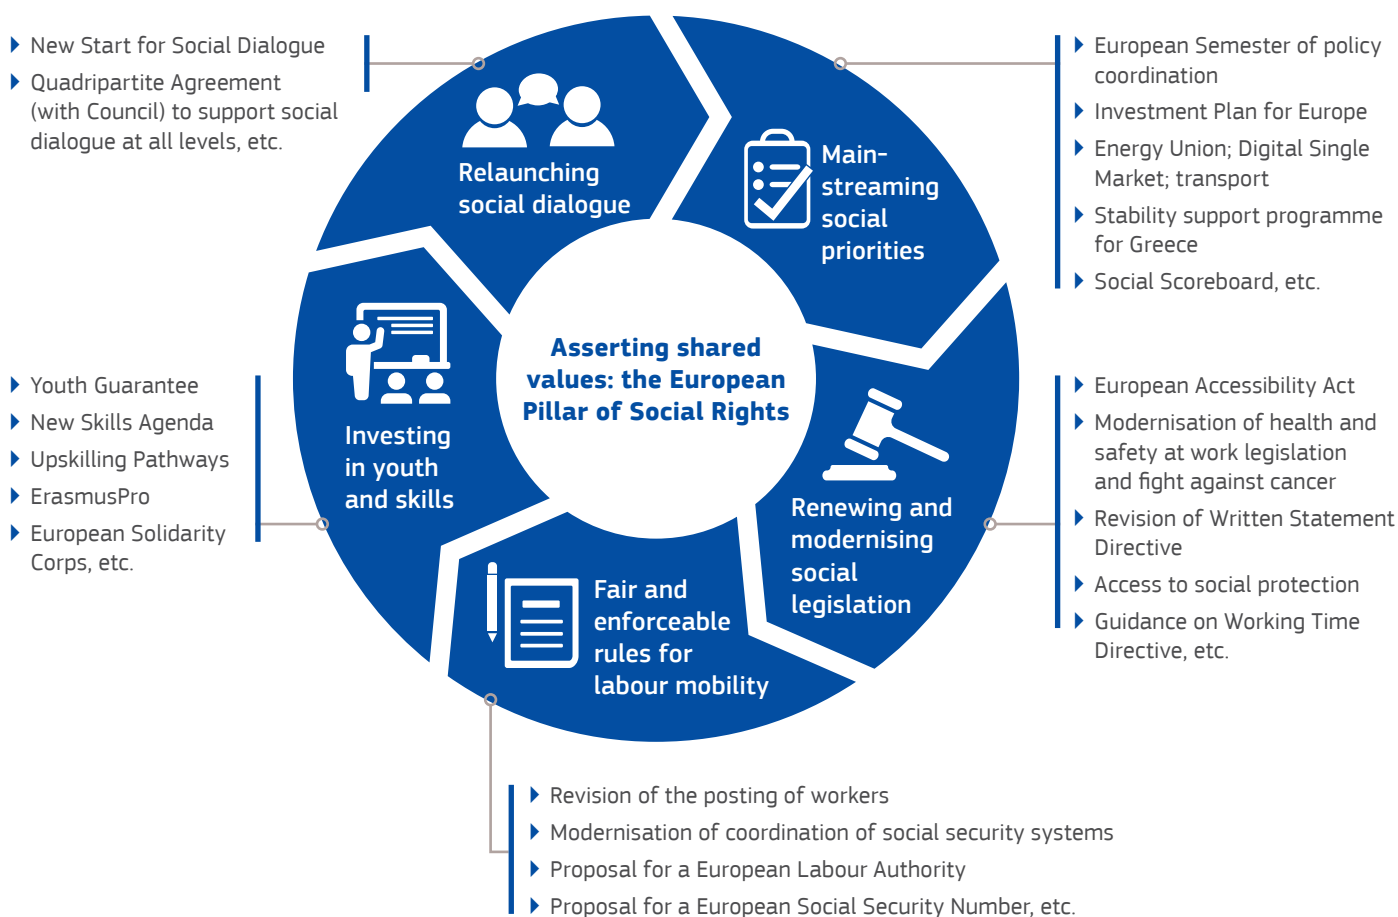 New Start for Social Dialogue
Quadripartite Agreement
(with Council) to support social
dialogue at all levels, etc.
Relaunching
social dialogue
European Semester of policy
coordination
Investment Plan for Europe
Energy Union; Digital Single
Market; transport
Stability support programme
for Greece
Social Scoreboard, etc.
Main-
streaming
social
priorities
Asserting shared
values: the European
Pillar of Social Rights
Youth Guarantee
New Skills Agenda
Upskilling Pathways
ErasmusPro
European Solidarity
Corps, etc.
Investing
in youth
and skills
European Accessibility Act
Modernisation of health and
safety at work legislation
and fight against cancer
Revision of Written Statement
Directive
Access to social protection
Guidance on Working Time
Directive, etc.
Renewing and
modernising
social
legislation
Fair and
enforceable
rules for
labour mobility
Revision of the posting of workers
Modernisation of coordination of social security systems
Proposal for a European Labour Authority
Proposal for a European Social Security Number, etc.